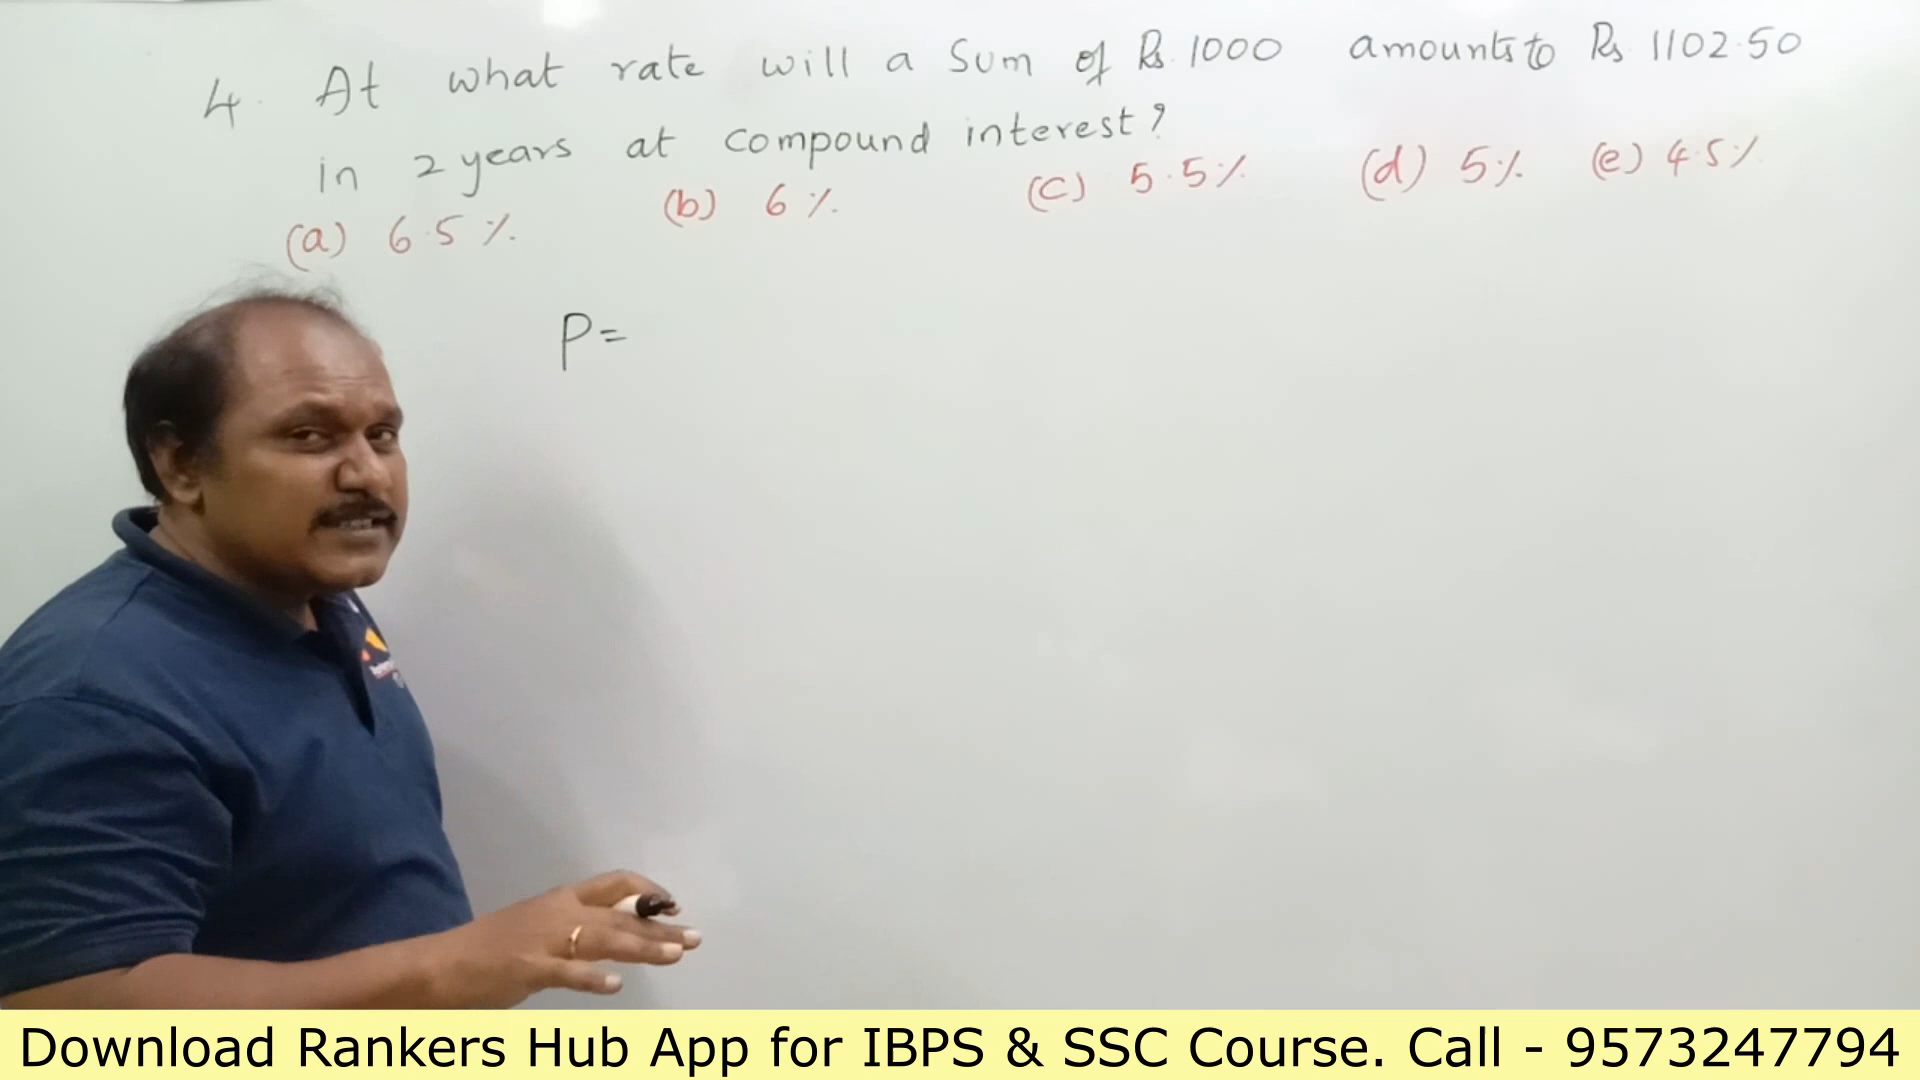 4. At what rate will a Sum of Rs. 1000 amounts to Rs. 1102.50
in 2 years at compound interest?
(a) 6.5% (b) 6% (c) 5.5% (d) 5% (e) 4.5%
P=
Download Rankers Hub App for IBPS & SSC Course. Call - 9573247794